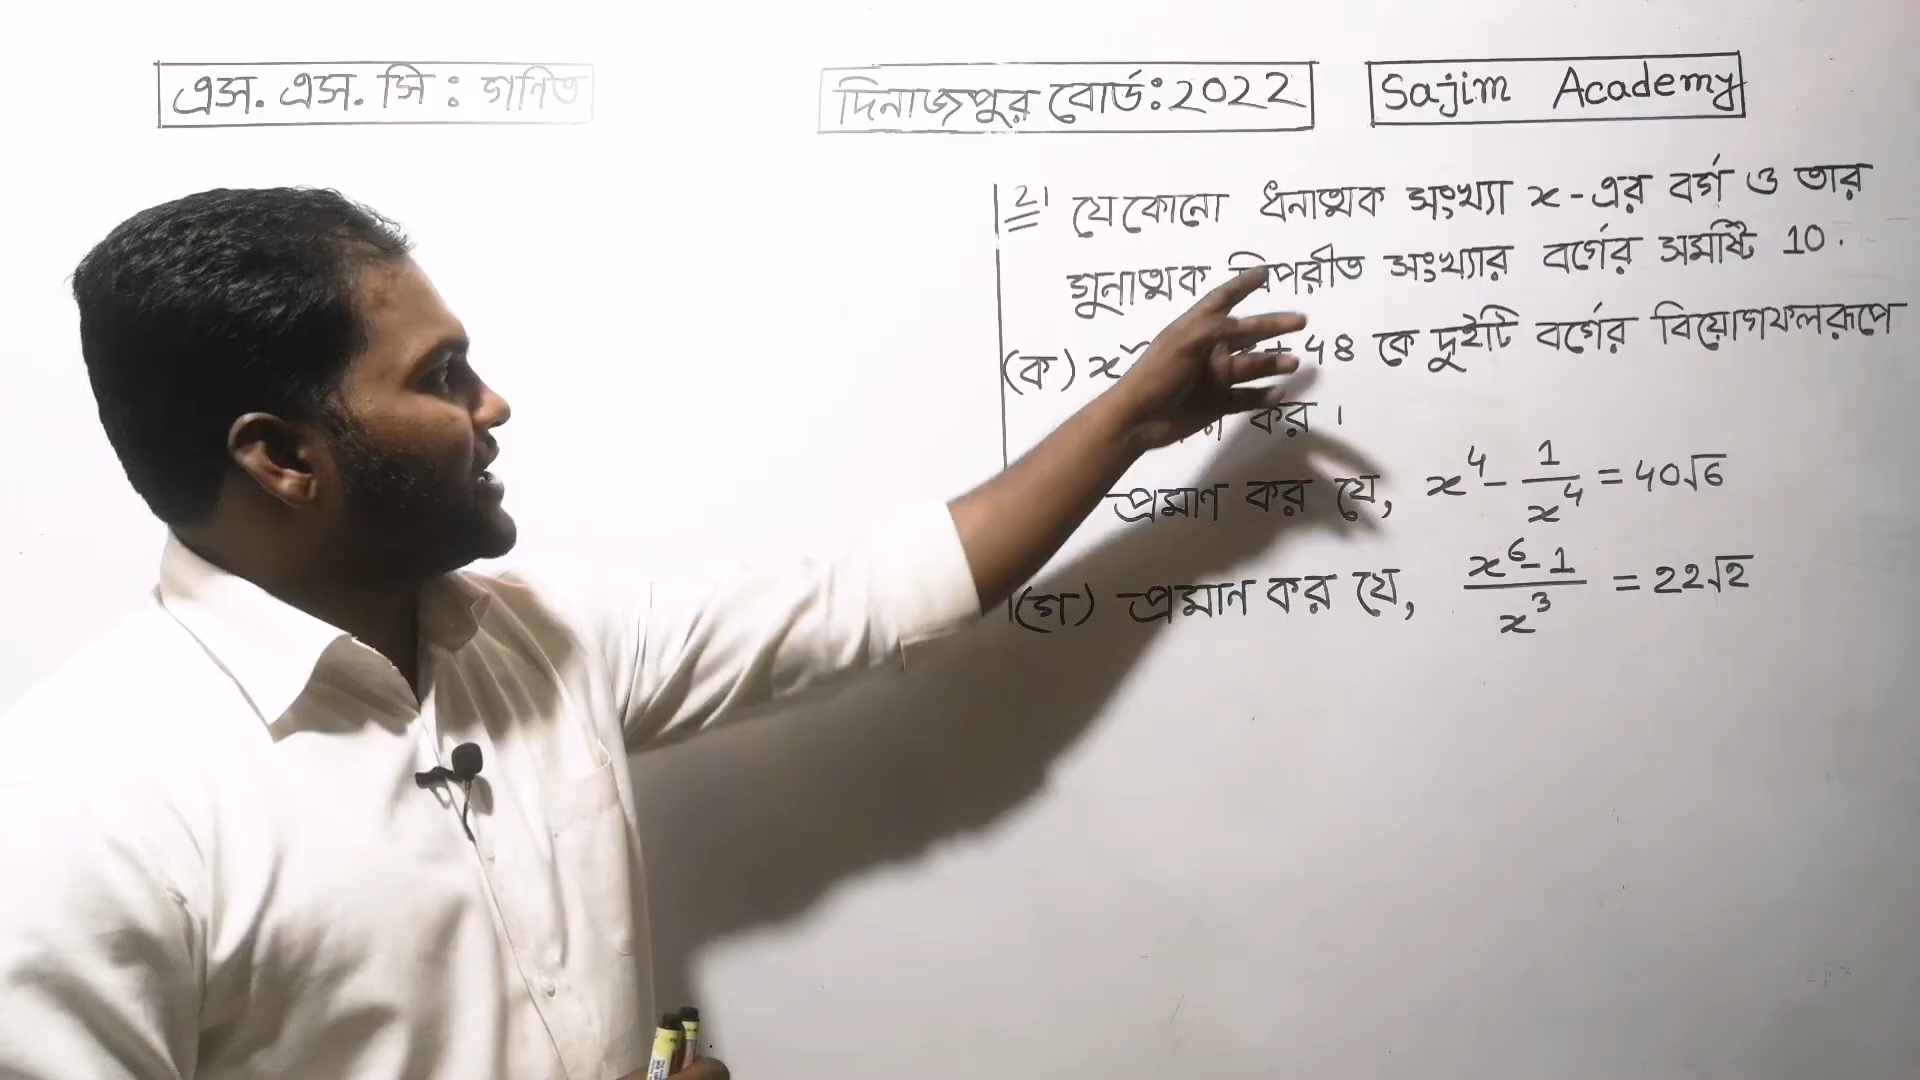 এস. এস. সি : গণিত
দিনাজপুর বোর্ড: 2022
Sajim Academy
2। যেকোনো ধনাত্মক সংখ্যা x - এর বর্গ ও তার
গুনাত্মক বিপরীত সংখ্যার বর্গের সমষ্টি 10.
(ক) x + 48 কে দুইটি বর্গের বিয়োগফলরূপে
কর ।
প্রমাণ কর যে, x⁴ - 1/x⁴ = 40√6
(গ) প্রমাণ কর যে, x⁶-1/x³ = 22√2